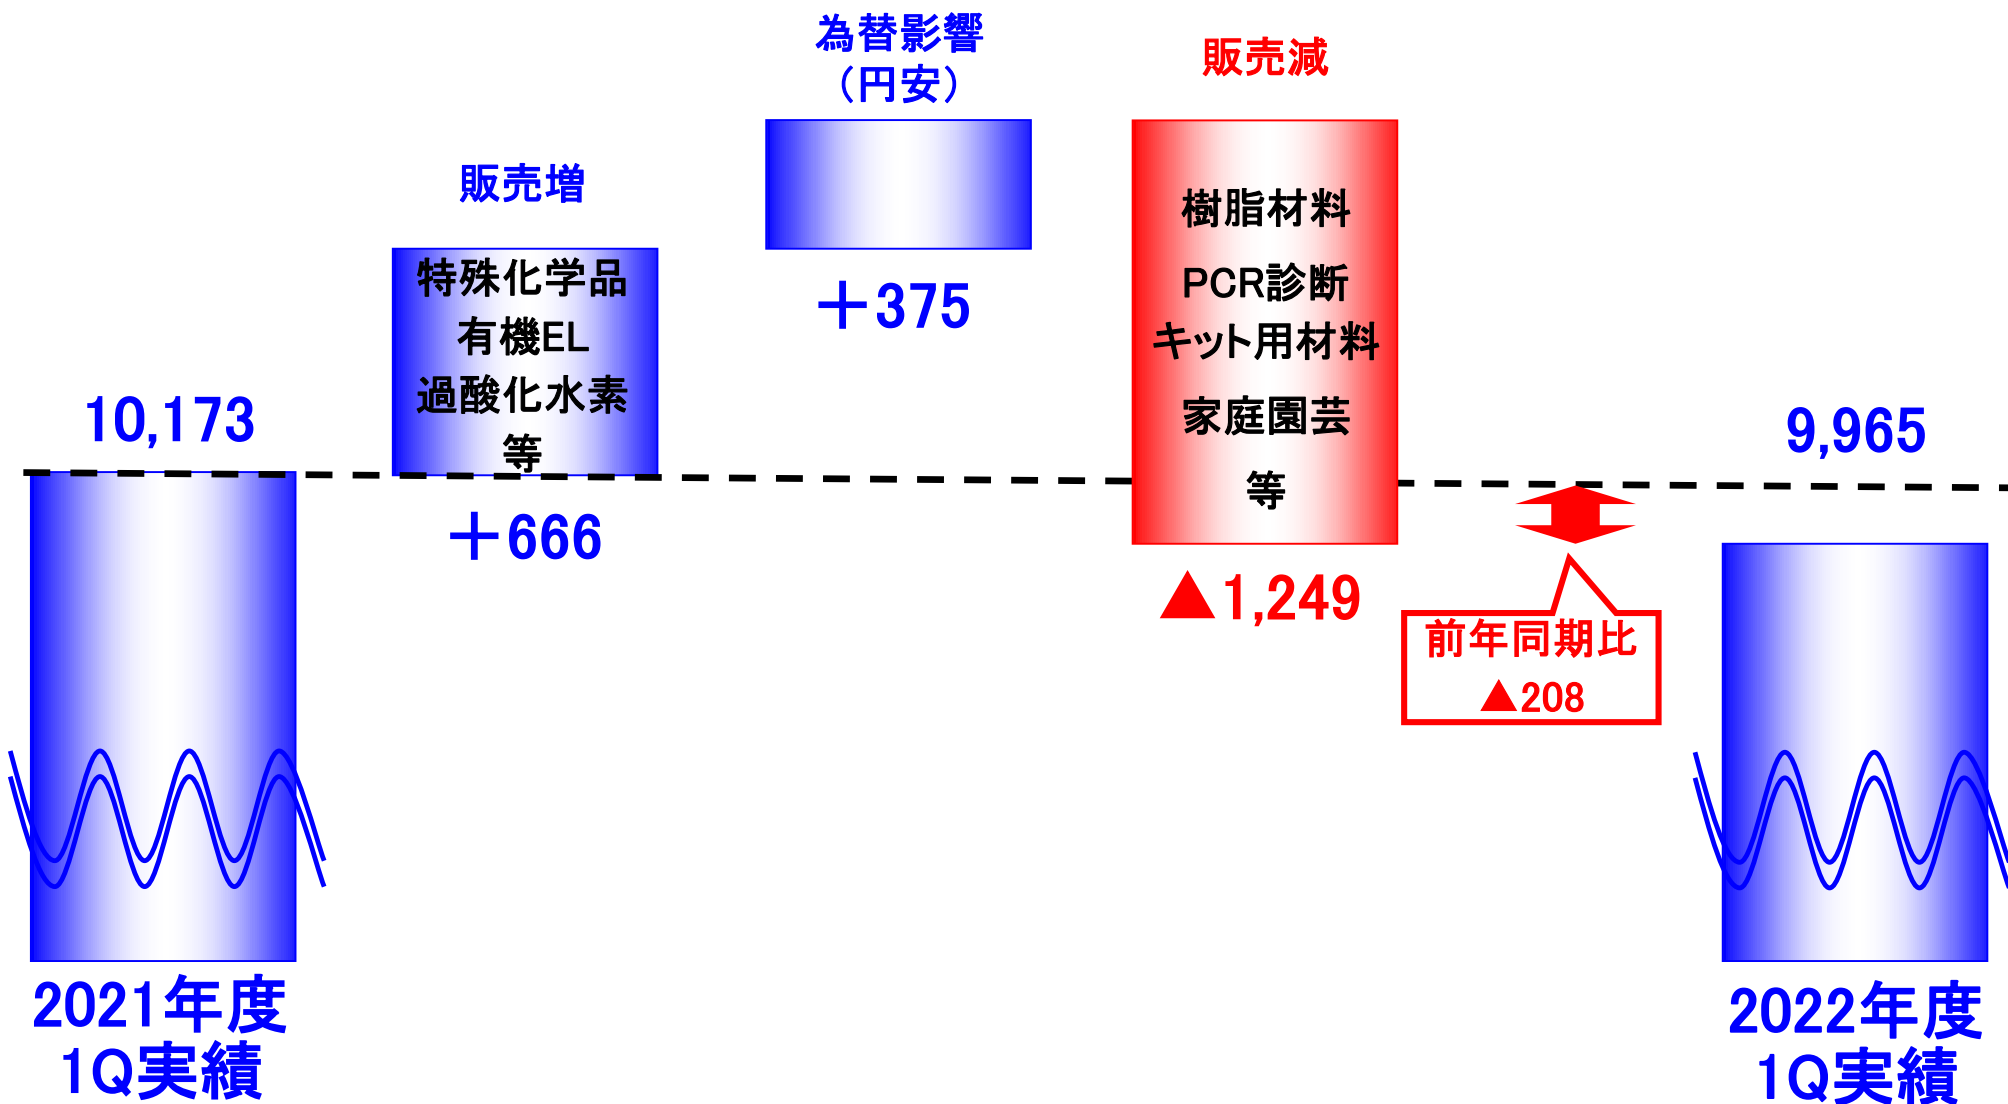 為替影響
（円安）
販売減
販売増
樹脂材料
PCR診断
キット用材料
家庭園芸
等
特殊化学品
有機EL
過酸化水素
等
＋375
10,173
9,965
＋666
▲1,249
前年同期比
▲208
2021年度
1Q実績
2022年度
1Q実績